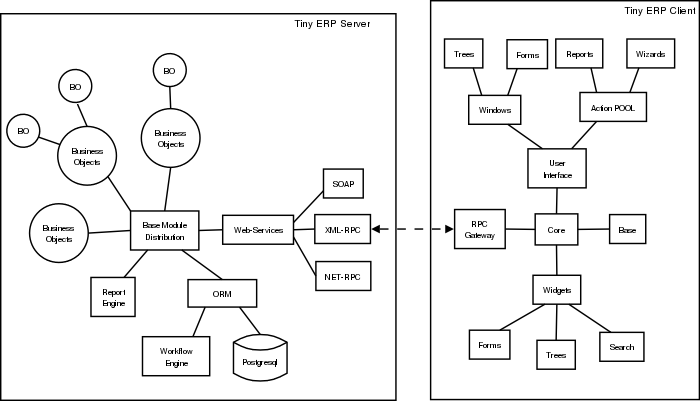 Tiny ERP Server
BO
BO
BO
Business
Objects
Business
Objects
Business
Objects
Base Module
Distribution
Web-Services
SOAP
XML-RPC
NET-RPC
Report
Engine
ORM
Workflow
Engine
Postgresql
Tiny ERP Client
Trees
Forms
Reports
Wizards
Windows
Action POOL
User
Interface
RPC
Gateway
Core
Base
Widgets
Forms
Trees
Search